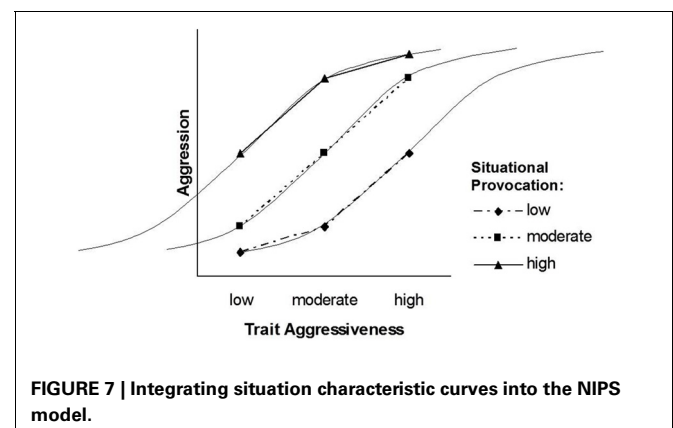 Aggression
Situational
Provocation:
low
moderate
high
low moderate high
Trait Aggressiveness
FIGURE 7 | Integrating situation characteristic curves into the NIPS
model.